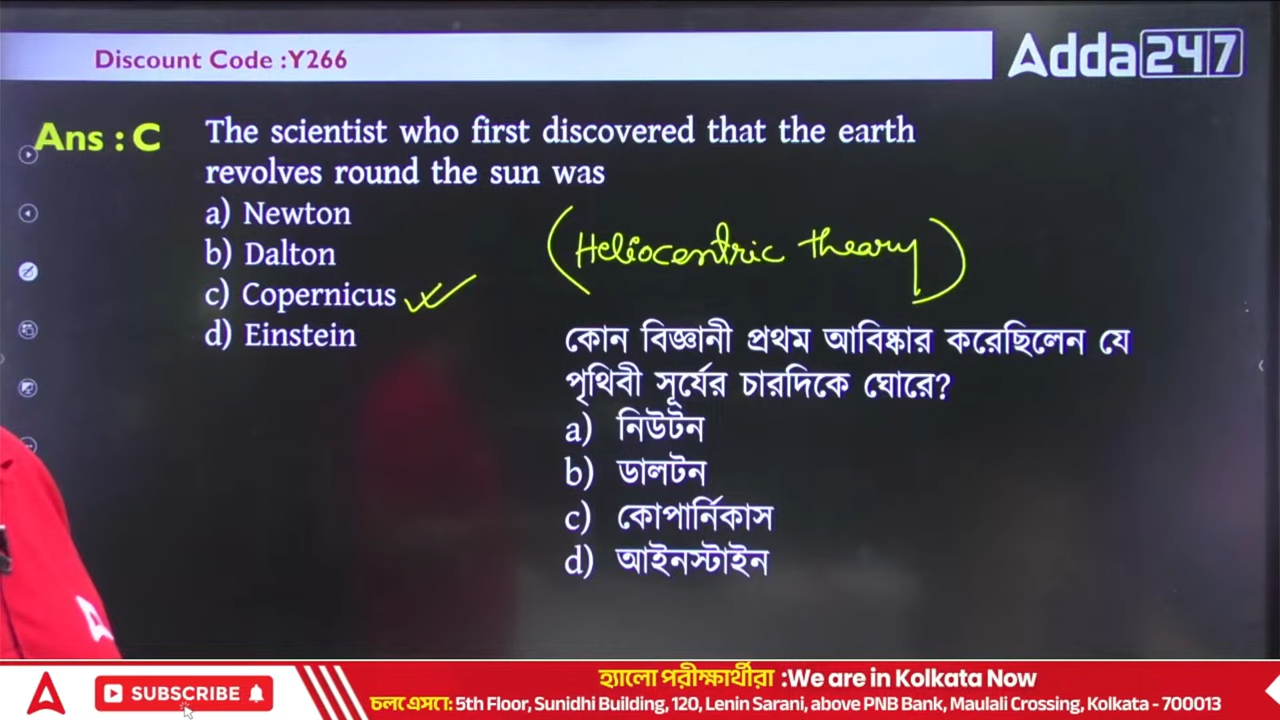 Discount Code :Y266
Adda247
Ans : C
The scientist who first discovered that the earth
revolves round the sun was
a) Newton
b) Dalton
c) Copernicus
d) Einstein
(Heliocentric theary)
কোন বিজ্ঞানী প্রথম আবিষ্কার করেছিলেন যে
পৃথিবী সূর্যের চারদিকে ঘোরে?
a) নিউটন
b) ডালটন
c) কোপার্নিকাস
d) আইনস্টাইন
SUBSCRIBE
হ্যালো পরীক্ষার্থীরা :We are in Kolkata Now
চলে এসো: 5th Floor, Sunidhi Building, 120, Lenin Sarani, above PNB Bank, Maulali Crossing, Kolkata - 700013